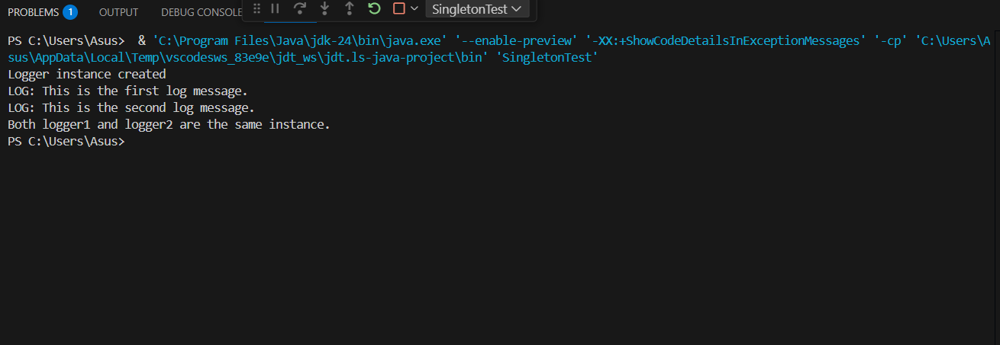 PROBLEMS 1 OUTPUT DEBUG CONSOLE SingletonTest
PS C:\Users\Asus>  & 'C:\Program Files\Java\jdk-24\bin\java.exe' '--enable-preview' '-XX:+ShowCodeDetailsInExceptionMessages' '-cp' 'C:\Users\A
sus\AppData\Local\Temp\vscodesws_83e9e\jdt_ws\jdt.ls-java-project\bin' 'SingletonTest'
Logger instance created
LOG: This is the first log message.
LOG: This is the second log message.
Both logger1 and logger2 are the same instance.
PS C:\Users\Asus>